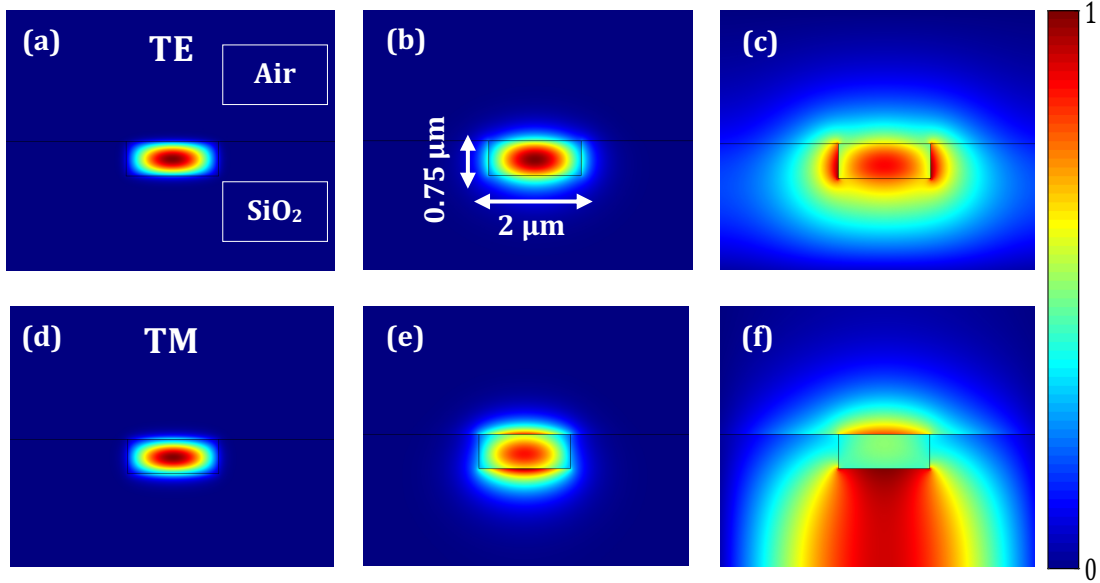 (a)
TE
Air
SiO₂
(b)
0.75 μm
2 μm
(c)
1
(d)
TM
(e)
(f)
0